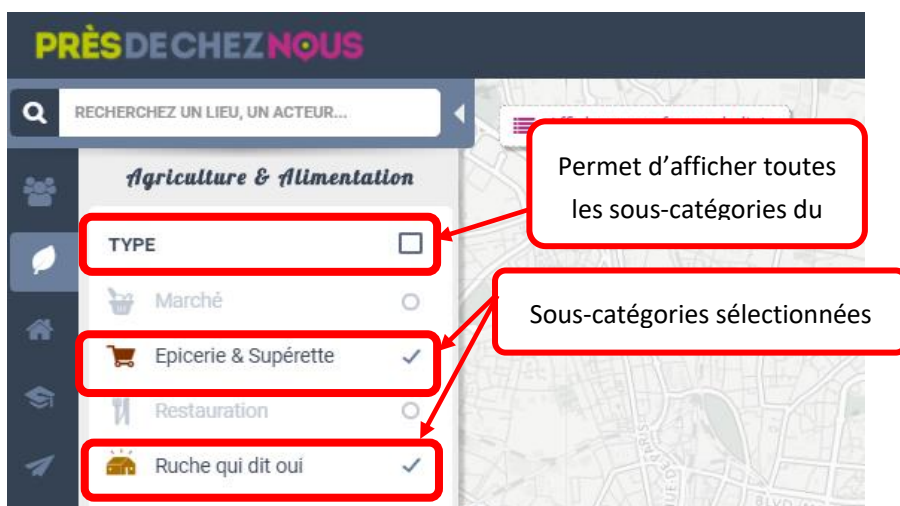 PRÈSDECHEZNOUS
RECHERCHEZ UN LIEU, UN ACTEUR...
Agriculture & Alimentation
TYPE
Marché
Epicerie & Supérette
Restauration
Ruche qui dit oui
Permet d'afficher toutes
les sous-catégories du
Sous-catégories sélectionnées